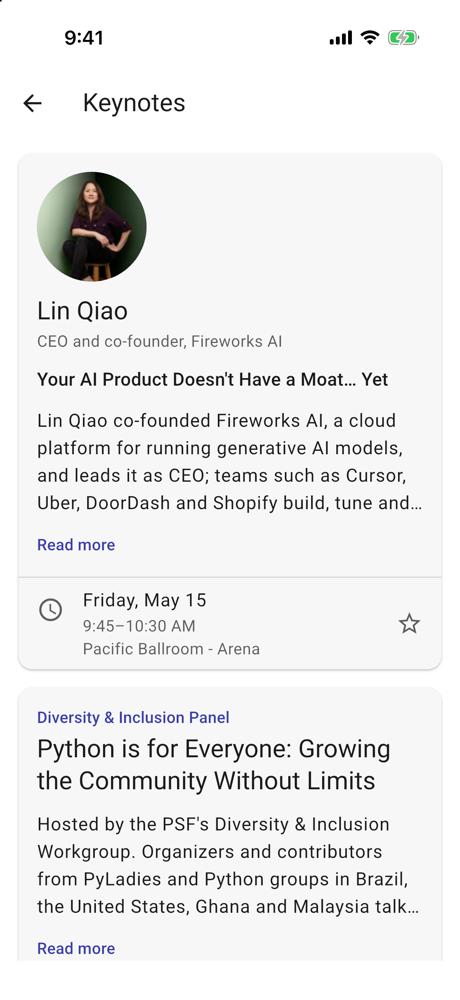 9:41
Keynotes
Lin Qiao
CEO and co-founder, Fireworks AI
Your AI Product Doesn't Have a Moat… Yet
Lin Qiao co-founded Fireworks AI, a cloud
platform for running generative AI models,
and leads it as CEO; teams such as Cursor,
Uber, DoorDash and Shopify build, tune and…
Read more
Friday, May 15
9:45–10:30 AM
Pacific Ballroom - Arena
Diversity & Inclusion Panel
Python is for Everyone: Growing
the Community Without Limits
Hosted by the PSF's Diversity & Inclusion
Workgroup. Organizers and contributors
from PyLadies and Python groups in Brazil,
the United States, Ghana and Malaysia talk…
Read more